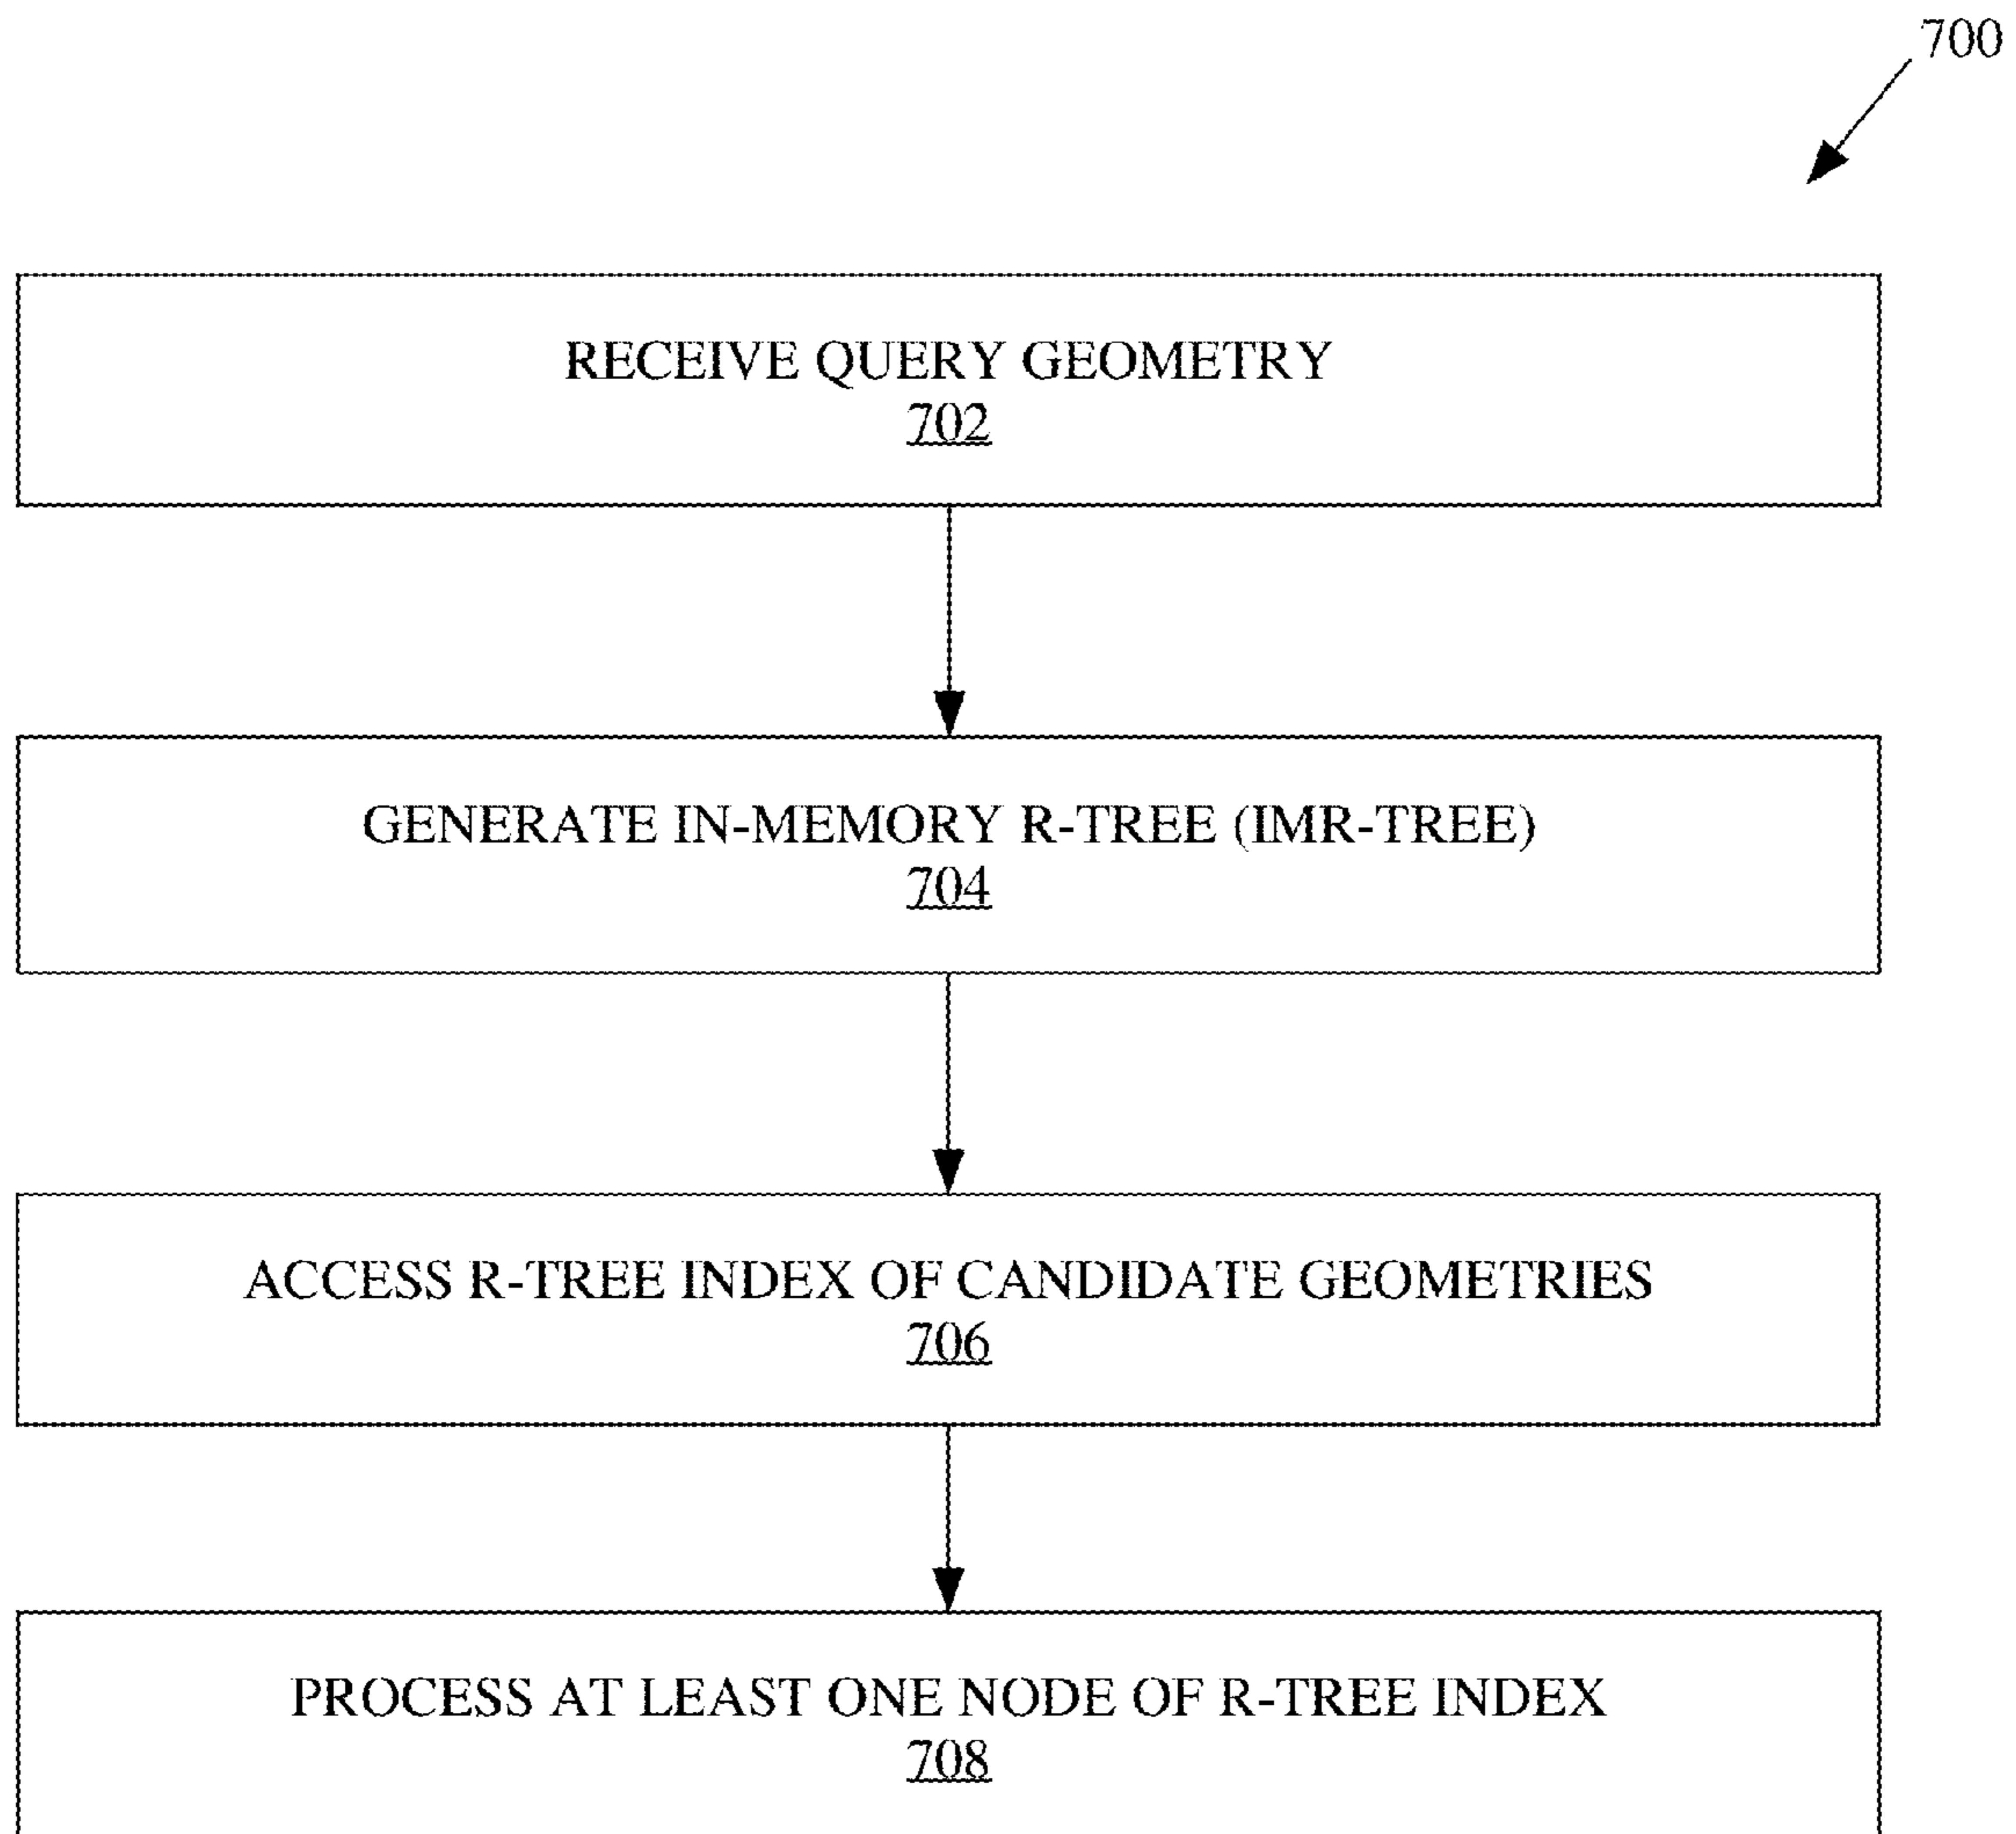 700
RECEIVE QUERY GEOMETRY
702
GENERATE IN-MEMORY R-TREE (IMR-TREE)
704
ACCESS R-TREE INDEX OF CANDIDATE GEOMETRIES
706
PROCESS AT LEAST ONE NODE OF R-TREE INDEX
708